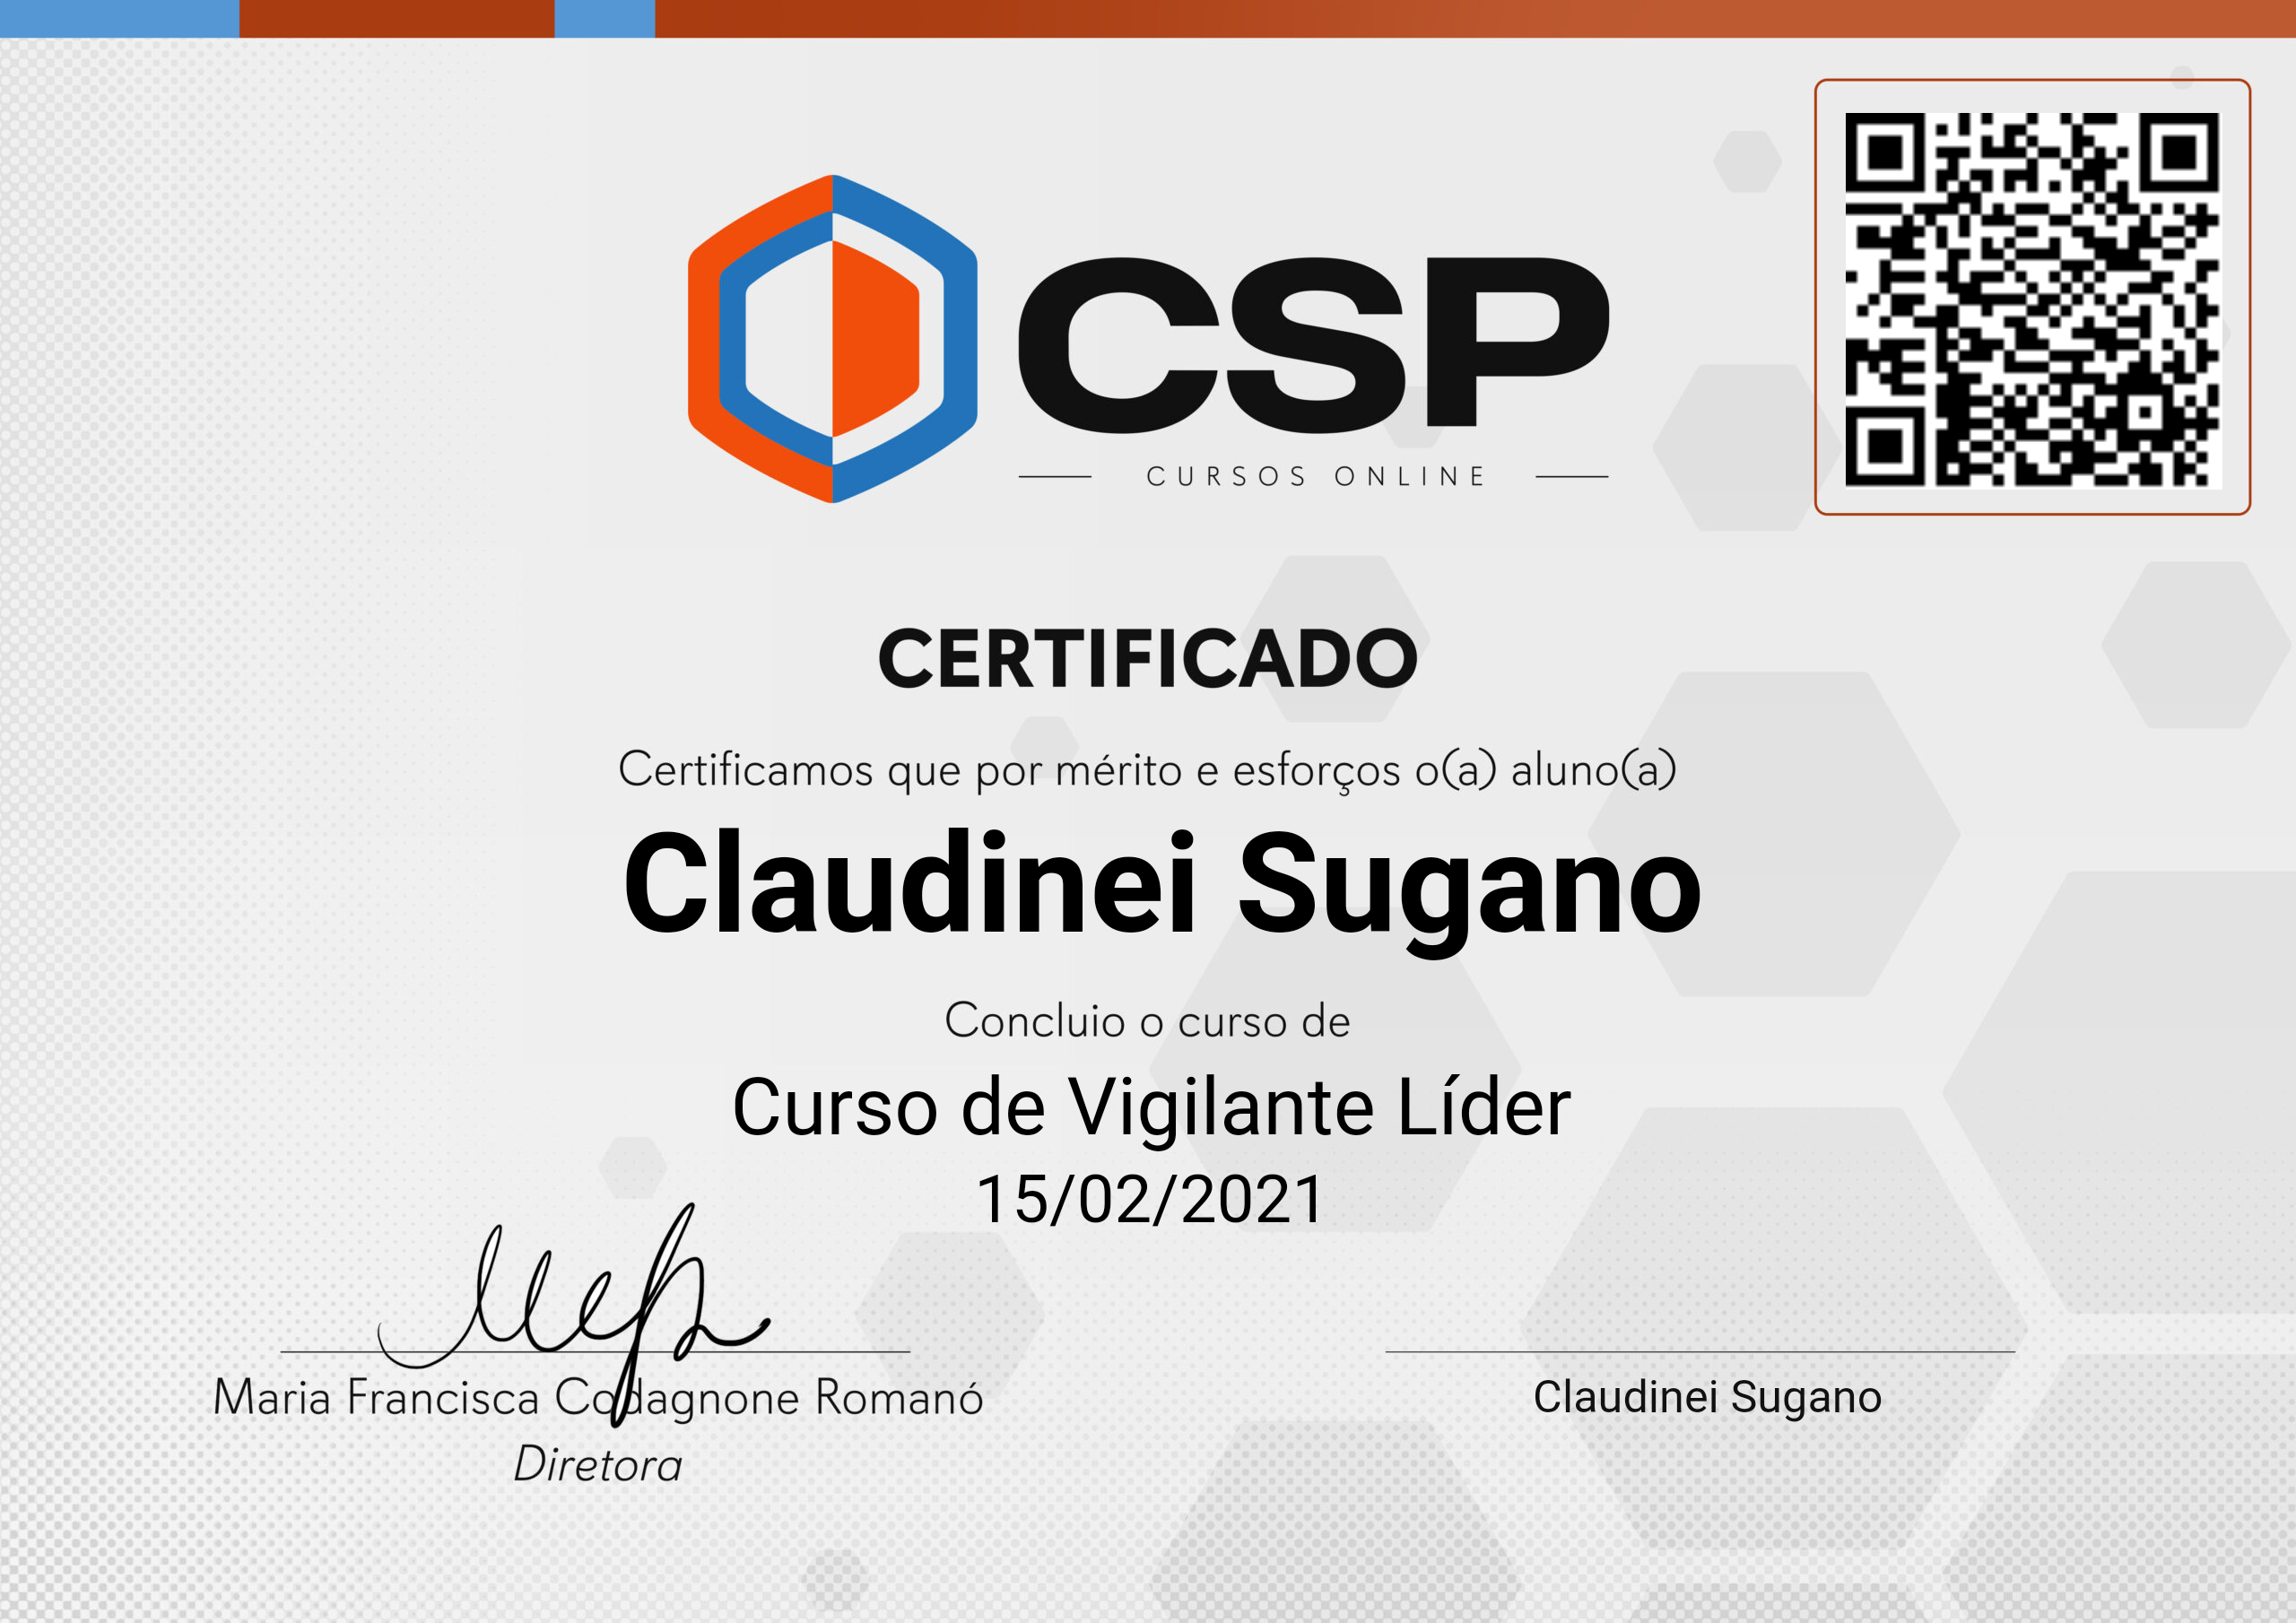 CSP
CURSOS ONLINE
CERTIFICADO
Certificamos que por mérito e esforços o(a) aluno(a)
Claudinei Sugano
Concluio o curso de
Curso de Vigilante Líder
15/02/2021
Maria Francisca Codagnone Romanó
Diretora
Claudinei Sugano